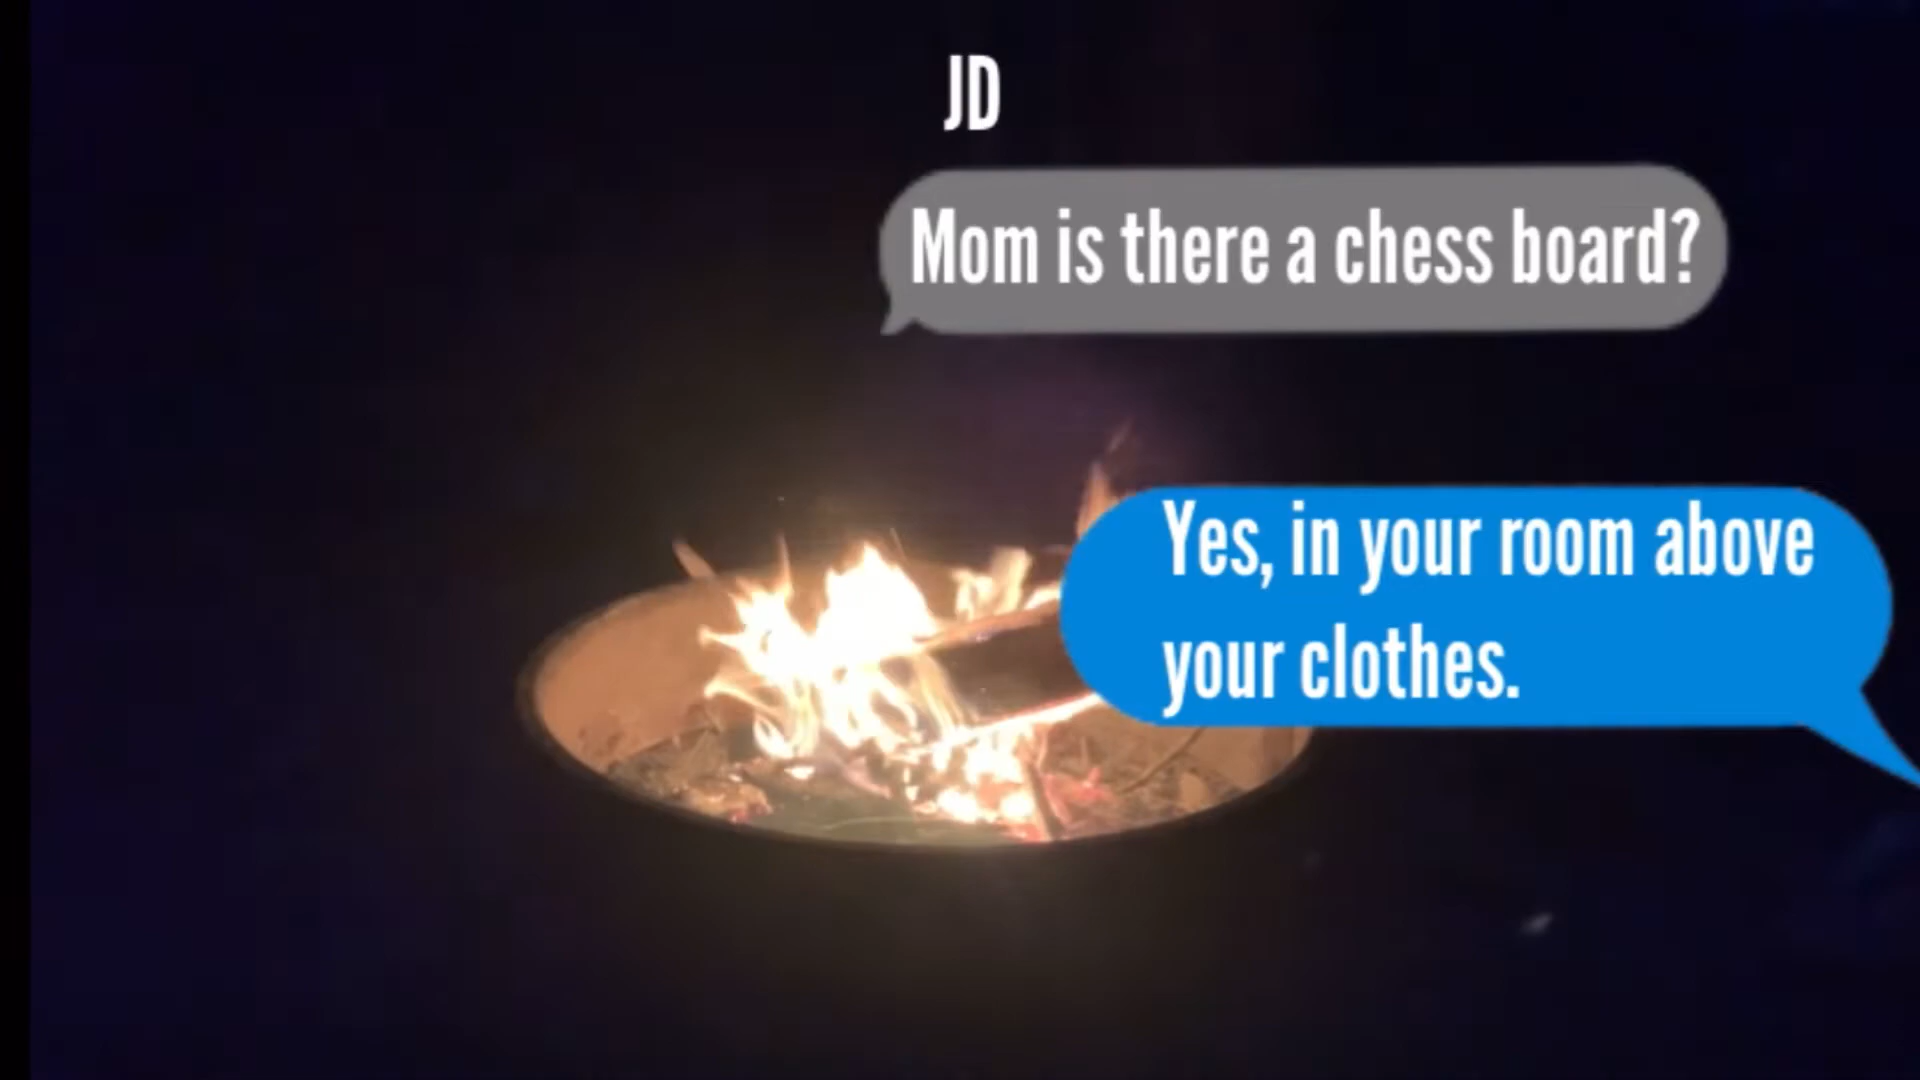 JD
Mom is there a chess board?
Yes, in your room above
your clothes.